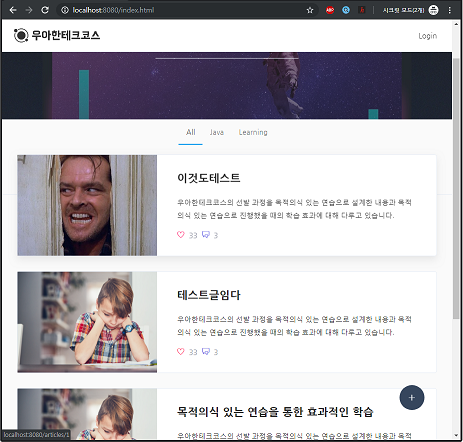 localhost:8080/index.html
ABP
시크릿 모드(2개)
우아한테크코스
Login
All Java Learning
이것도테스트
우아한테크코스의 선발 과정을 목적의식 있는 연습으로 설계한 내용과 목적
의식 있는 연습으로 진행했을 때의 학습 효과에 대해 다루고 있습니다.
33 33
테스트글임다
우아한테크코스의 선발 과정을 목적의식 있는 연습으로 설계한 내용과 목적
의식 있는 연습으로 진행했을 때의 학습 효과에 대해 다루고 있습니다.
33 33
목적의식 있는 연습을 통한 효과적인 학습
우아한테크코스의 선발 과정을 목적의식 있는 연습으로 설계한 내용과 목적
+
localhost:8080/articles/1